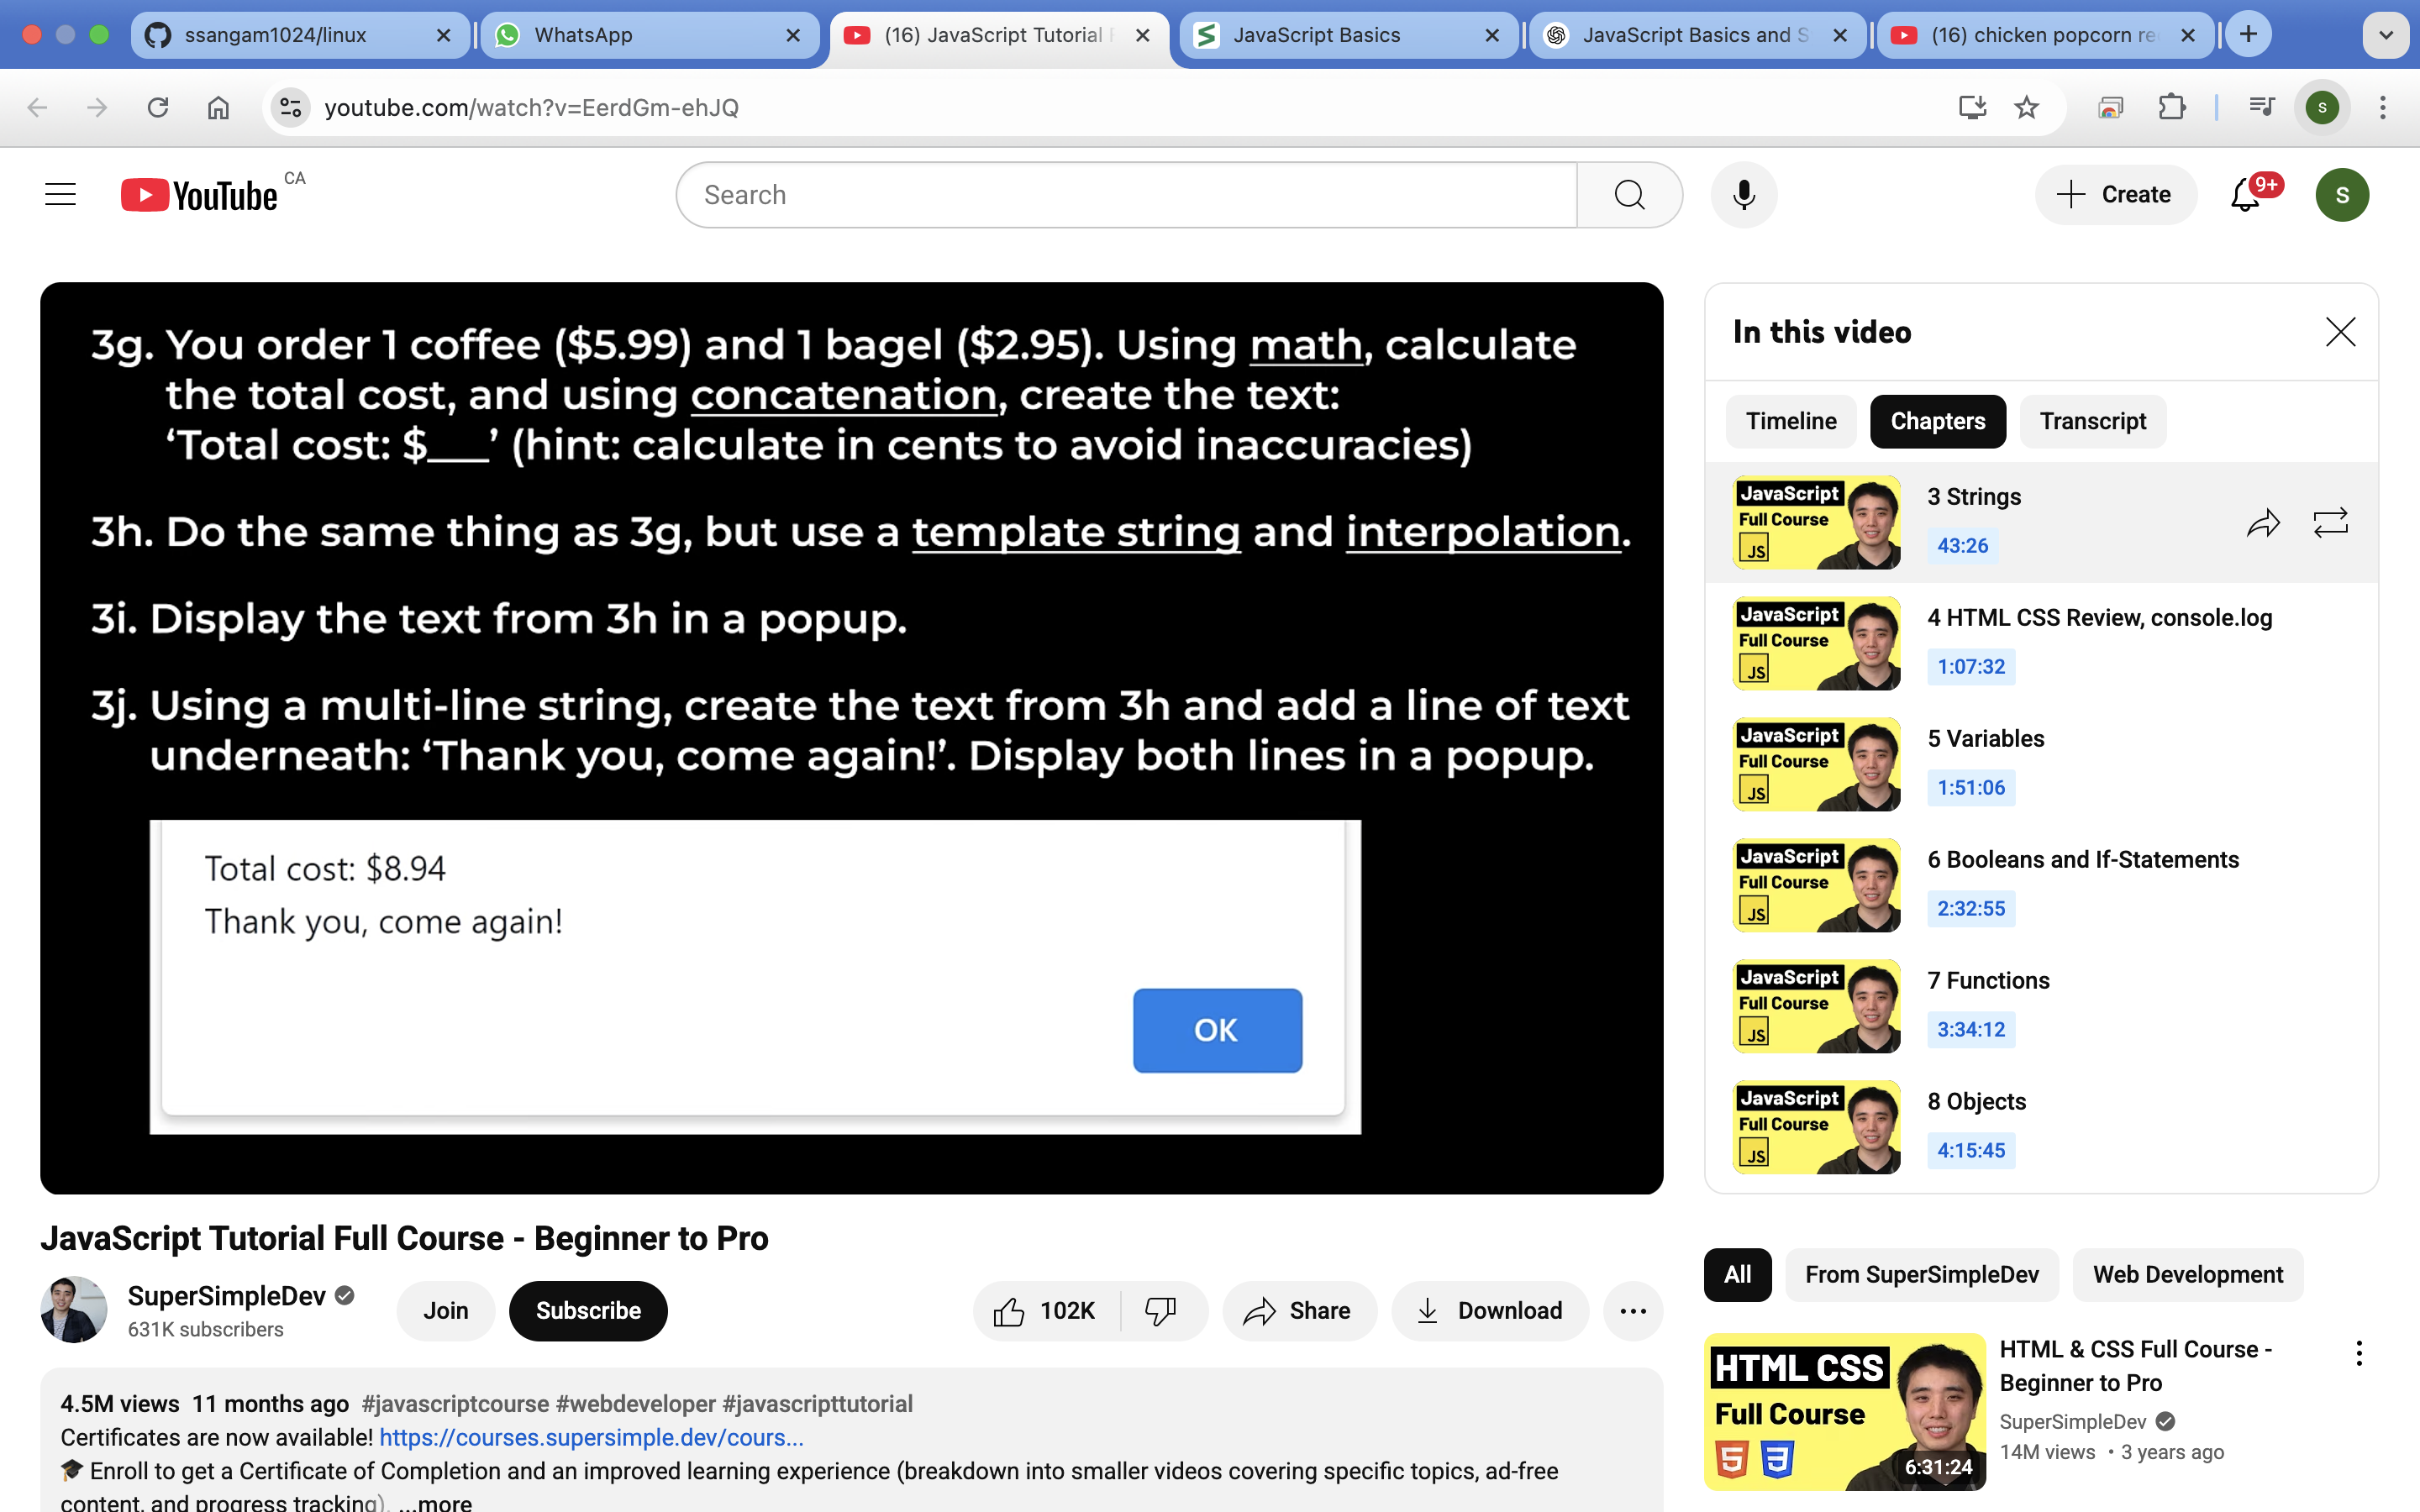 ssangam1024/linux
WhatsApp
(16) JavaScript Tutorial
JavaScript Basics
JavaScript Basics and S
(16) chicken popcorn re
youtube.com/watch?v=EerdGm-ehJQ
S
YouTube CA
Search
Create
9+
S
3g. You order 1 coffee ($5.99) and 1 bagel ($2.95). Using math, calculate
the total cost, and using concatenation, create the text:
‘Total cost: $___’ (hint: calculate in cents to avoid inaccuracies)
3h. Do the same thing as 3g, but use a template string and interpolation.
3i. Display the text from 3h in a popup.
3j. Using a multi-line string, create the text from 3h and add a line of text
underneath: ‘Thank you, come again!’. Display both lines in a popup.
Total cost: $8.94
Thank you, come again!
OK
In this video
Timeline
Chapters
Transcript
JavaScript
Full Course
JS
3 Strings
43:26
JavaScript
Full Course
JS
4 HTML CSS Review, console.log
1:07:32
JavaScript
Full Course
JS
5 Variables
1:51:06
JavaScript
Full Course
JS
6 Booleans and If-Statements
2:32:55
JavaScript
Full Course
JS
7 Functions
3:34:12
JavaScript
Full Course
JS
8 Objects
4:15:45
JavaScript Tutorial Full Course - Beginner to Pro
SuperSimpleDev
631K subscribers
Join
Subscribe
102K
Share
Download
4.5M views 11 months ago #javascriptcourse #webdeveloper #javascripttutorial
Certificates are now available! https://courses.supersimple.dev/cours...
🎓 Enroll to get a Certificate of Completion and an improved learning experience (breakdown into smaller videos covering specific topics, ad-free
content, and progress tracking). ...more
All
From SuperSimpleDev
Web Development
HTML CSS
Full Course
5 3
6:31:24
HTML & CSS Full Course -
Beginner to Pro
SuperSimpleDev
14M views • 3 years ago